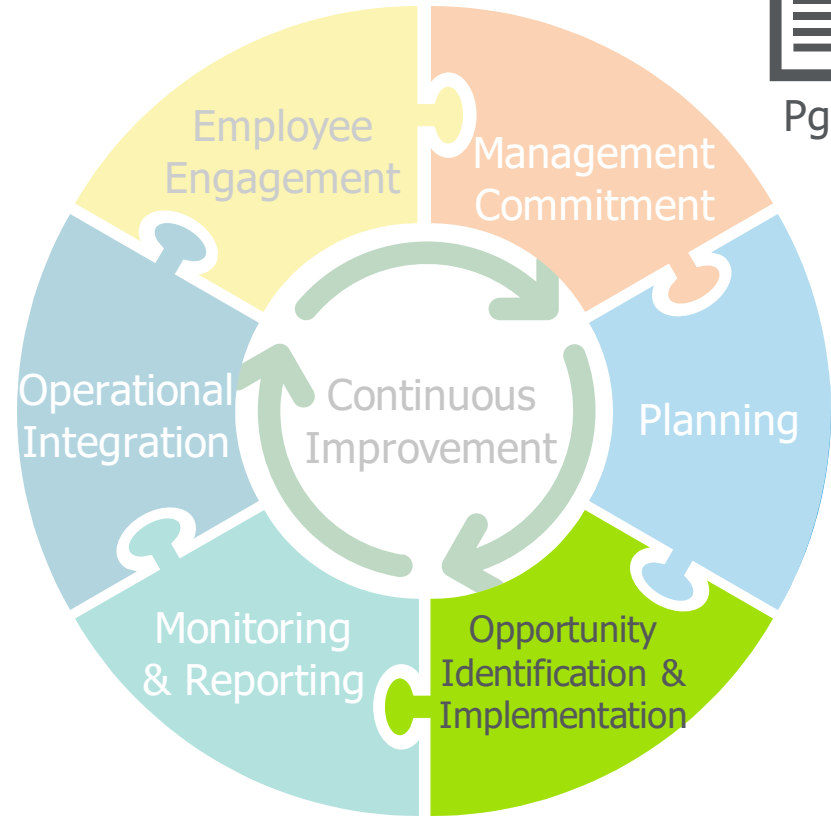 Pg
Employee
Engagement
Management
Commitment
Operational
Integration
Continuous
Improvement
Planning
Monitoring
& Reporting
Opportunity
Identification &
Implementation